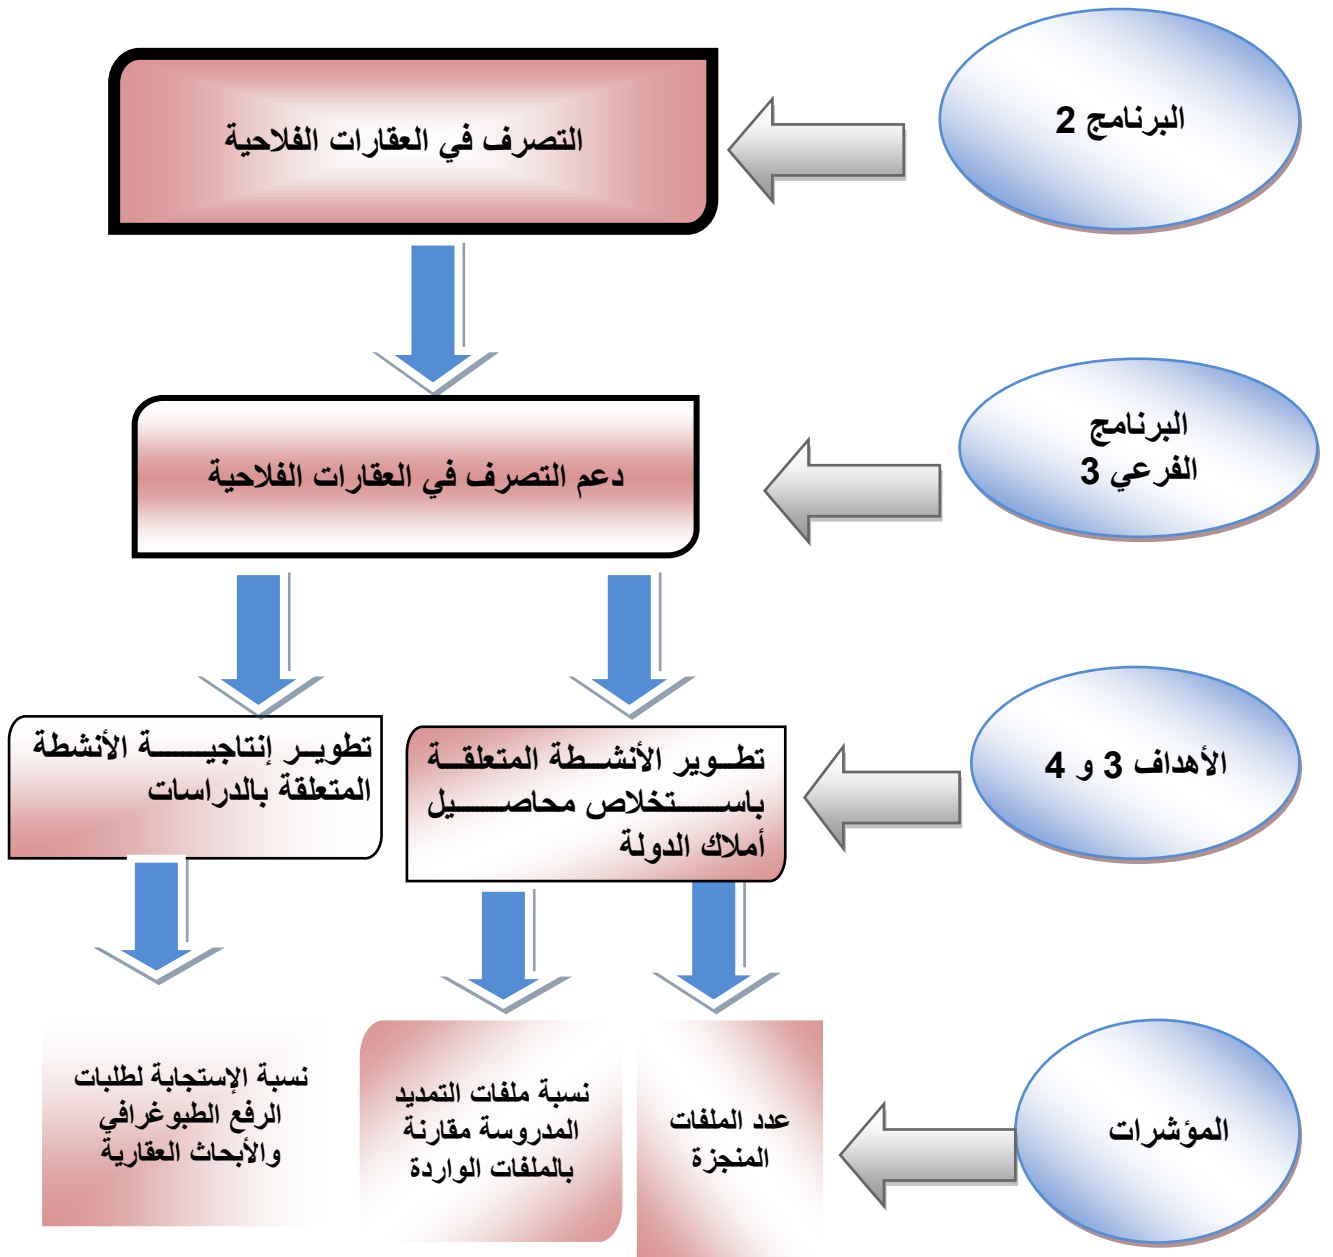 البرنامج 2
التصرف في العقارات الفلاحية
البرنامج
الفرعي 3
دعم التصرف في العقارات الفلاحية
الأهداف 3 و 4
تطوير الأنشطة المتعلقة
باستخلاص محاصيل
أملاك الدولة
تطوير إنتاجية الأنشطة
المتعلقة بالدراسات
المؤشرات
عدد الملفات
المنجزة
نسبة ملفات التمديد
المدروسة مقارنة
بالملفات الواردة
نسبة الإستجابة لطلبات
الرفع الطبوغرافي
والأبحاث العقارية